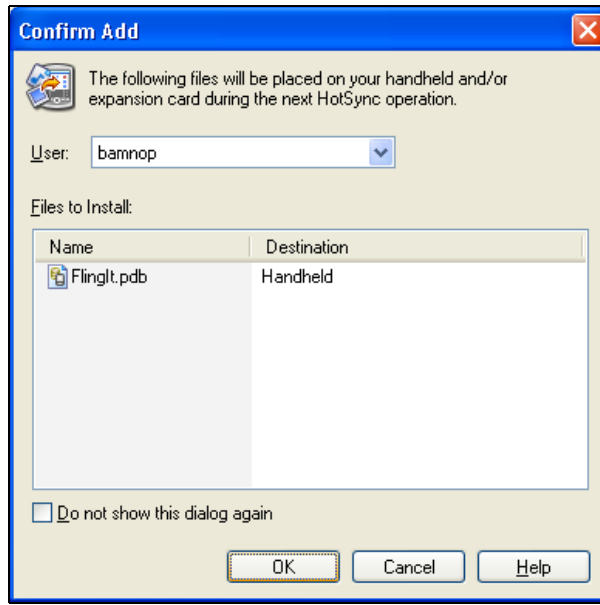 Confirm Add
The following files will be placed on your handheld and/or
expansion card during the next HotSync operation.
User: bamnop
Files to Install:
Name Destination
FlingIt.pdb Handheld
Do not show this dialog again
OK Cancel Help